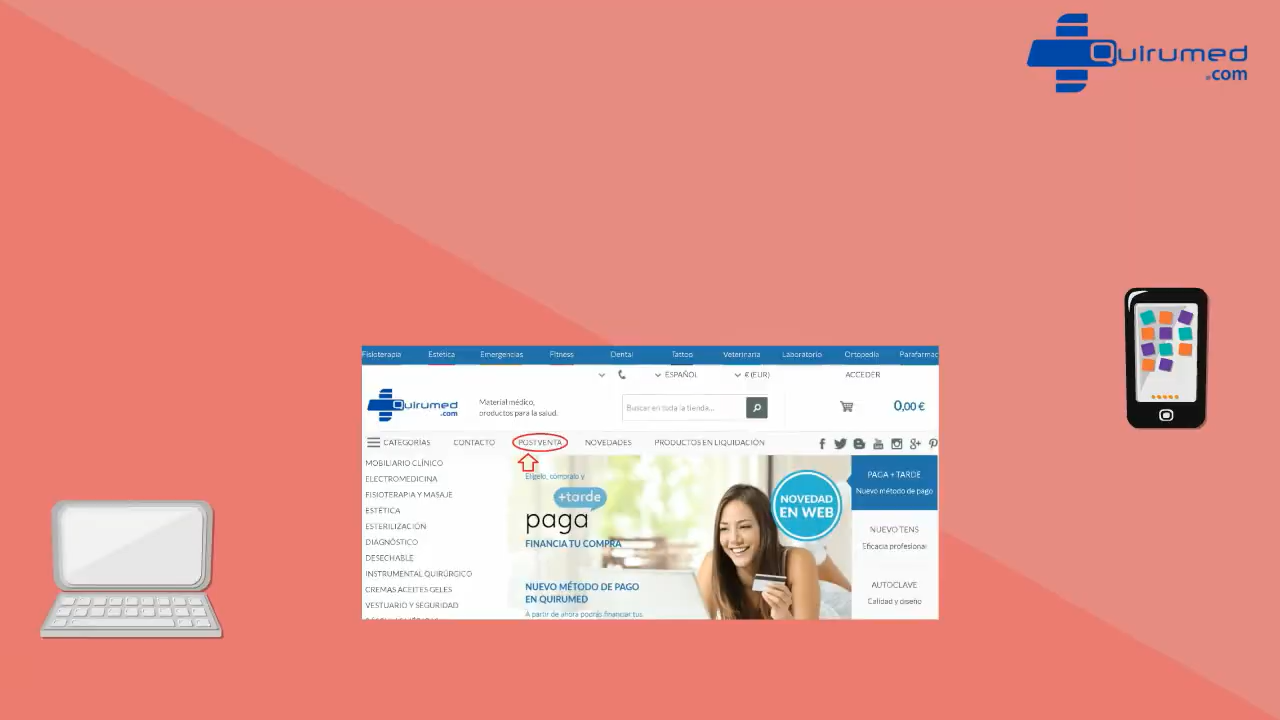 Quirumed
.com
Fisioterapia Estética Emergencias Fitness Dental Tattoo Veterinaria Laboratorio Ortopedia Parafarmac
ESPAÑOL € (EUR) ACCEDER
Quirumed
.com
Material médico,
productos para la salud.
Buscar en toda la tienda...
0,00 €
CATEGORÍAS CONTACTO POSTVENTA NOVEDADES PRODUCTOS EN LIQUIDACIÓN
MOBILIARIO CLÍNICO
ELECTROMEDICINA
FISIOTERAPIA Y MASAJE
ESTÉTICA
ESTERILIZACIÓN
DIAGNÓSTICO
DESECHABLE
INSTRUMENTAL QUIRÚRGICO
CREMAS ACEITES GELES
VESTUARIO Y SEGURIDAD
Elígelo, cómpralo y
+tarde
paga
FINANCIA TU COMPRA
NUEVO MÉTODO DE PAGO
EN QUIRUMED
A partir de ahora podrás financiar tus
NOVEDAD
EN WEB
PAGA + TARDE
Nuevo método de pago
NUEVO TENS
Eficacia profesional
AUTOCLAVE
Calidad y diseño